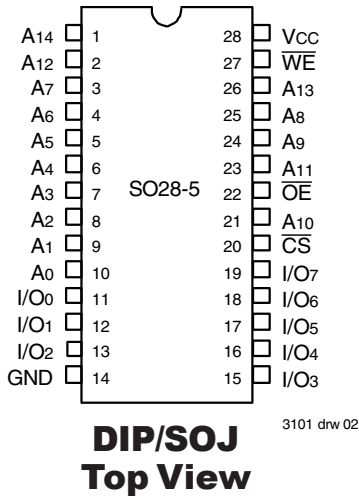 A14 1 28 VCC
A12 2 27 W̅E̅
A7 3 26 A13
A6 4 25 A8
A5 5 24 A9
A4 6 23 A11
A3 7 SO28-5 22 O̅E̅
A2 8 21 A10
A1 9 20 C̅S̅
A0 10 19 I/O7
I/O0 11 18 I/O6
I/O1 12 17 I/O5
I/O2 13 16 I/O4
GND 14 15 I/O3
3101 drw 02
DIP/SOJ
Top View